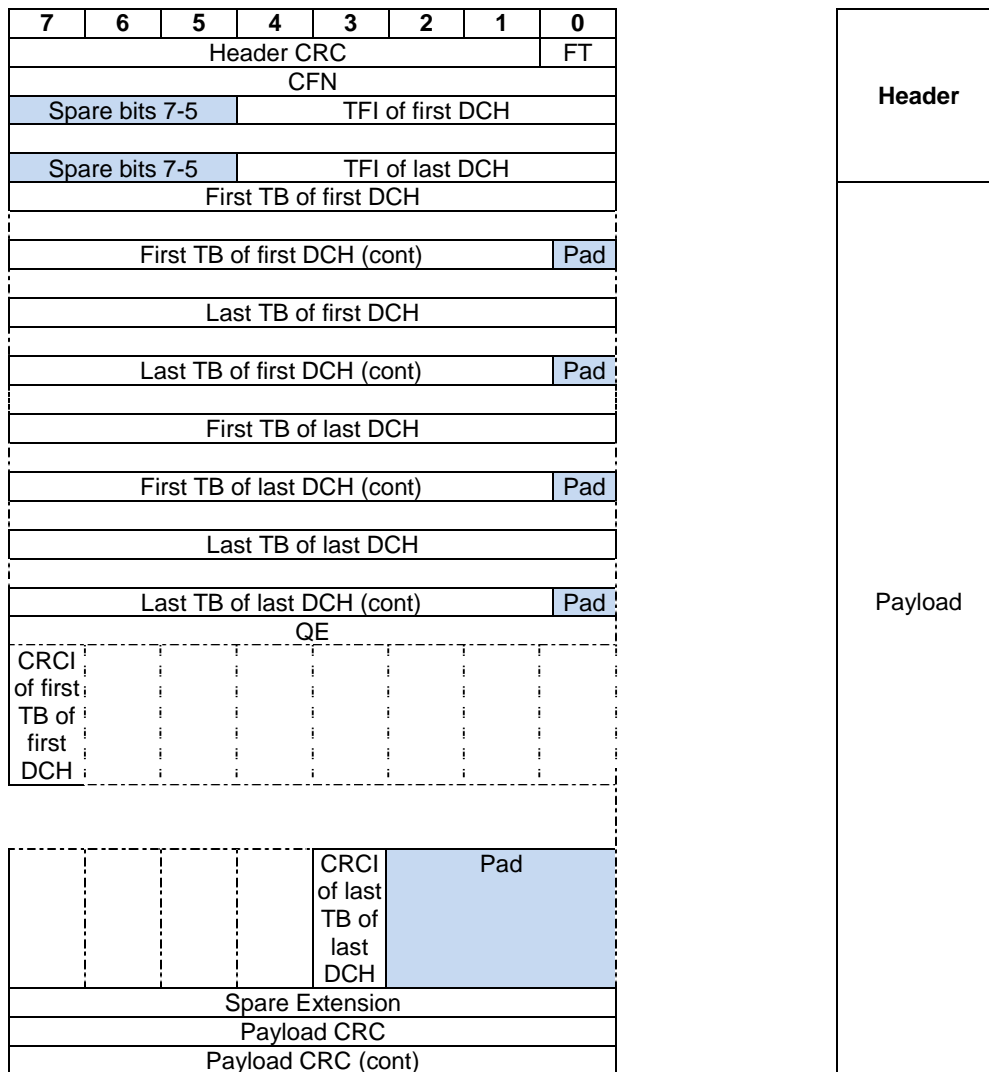 7 6 5 4 3 2 1 0
Header CRC FT
CFN
Header
Spare bits 7-5 TFI of first DCH
Spare bits 7-5 TFI of last DCH
First TB of first DCH
First TB of first DCH (cont) Pad
Last TB of first DCH
Last TB of first DCH (cont) Pad
First TB of last DCH
First TB of last DCH (cont) Pad
Last TB of last DCH
Last TB of last DCH (cont) Pad
Payload
QE
CRCI
of first
TB of
first
DCH
CRCI Pad
of last
TB of
last
DCH
Spare Extension
Payload CRC
Payload CRC (cont)